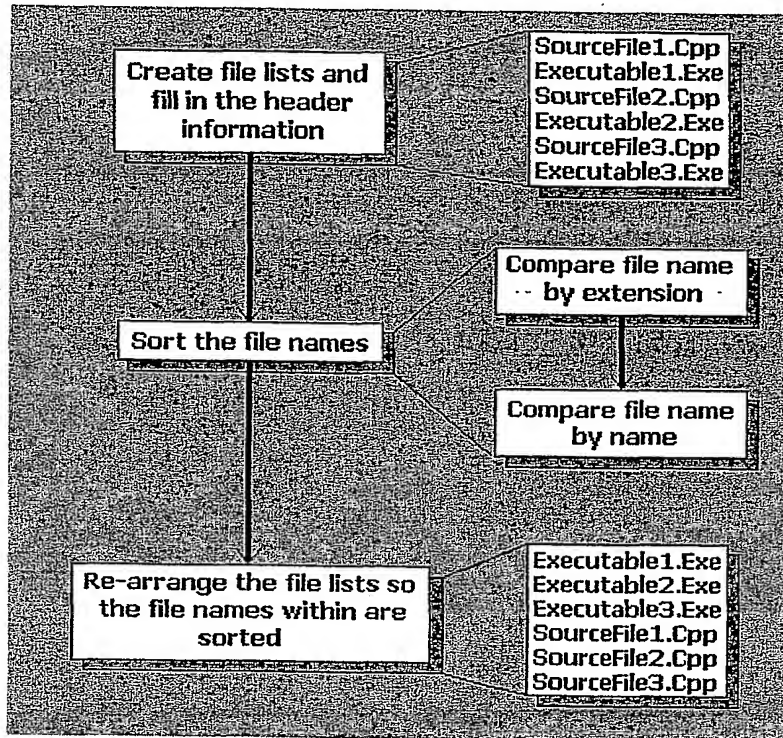 Create file lists and
fill in the header
information
SourceFile1.Cpp
Executable1.Exe
SourceFile2.Cpp
Executable2.Exe
SourceFile3.Cpp
Executable3.Exe
Sort the file names
Compare file name
by extension
Compare file name
by name
Re-arrange the file lists so
the file names within are
sorted
Executable1.Exe
Executable2.Exe
Executable3.Exe
SourceFile1.Cpp
SourceFile2.Cpp
SourceFile3.Cpp